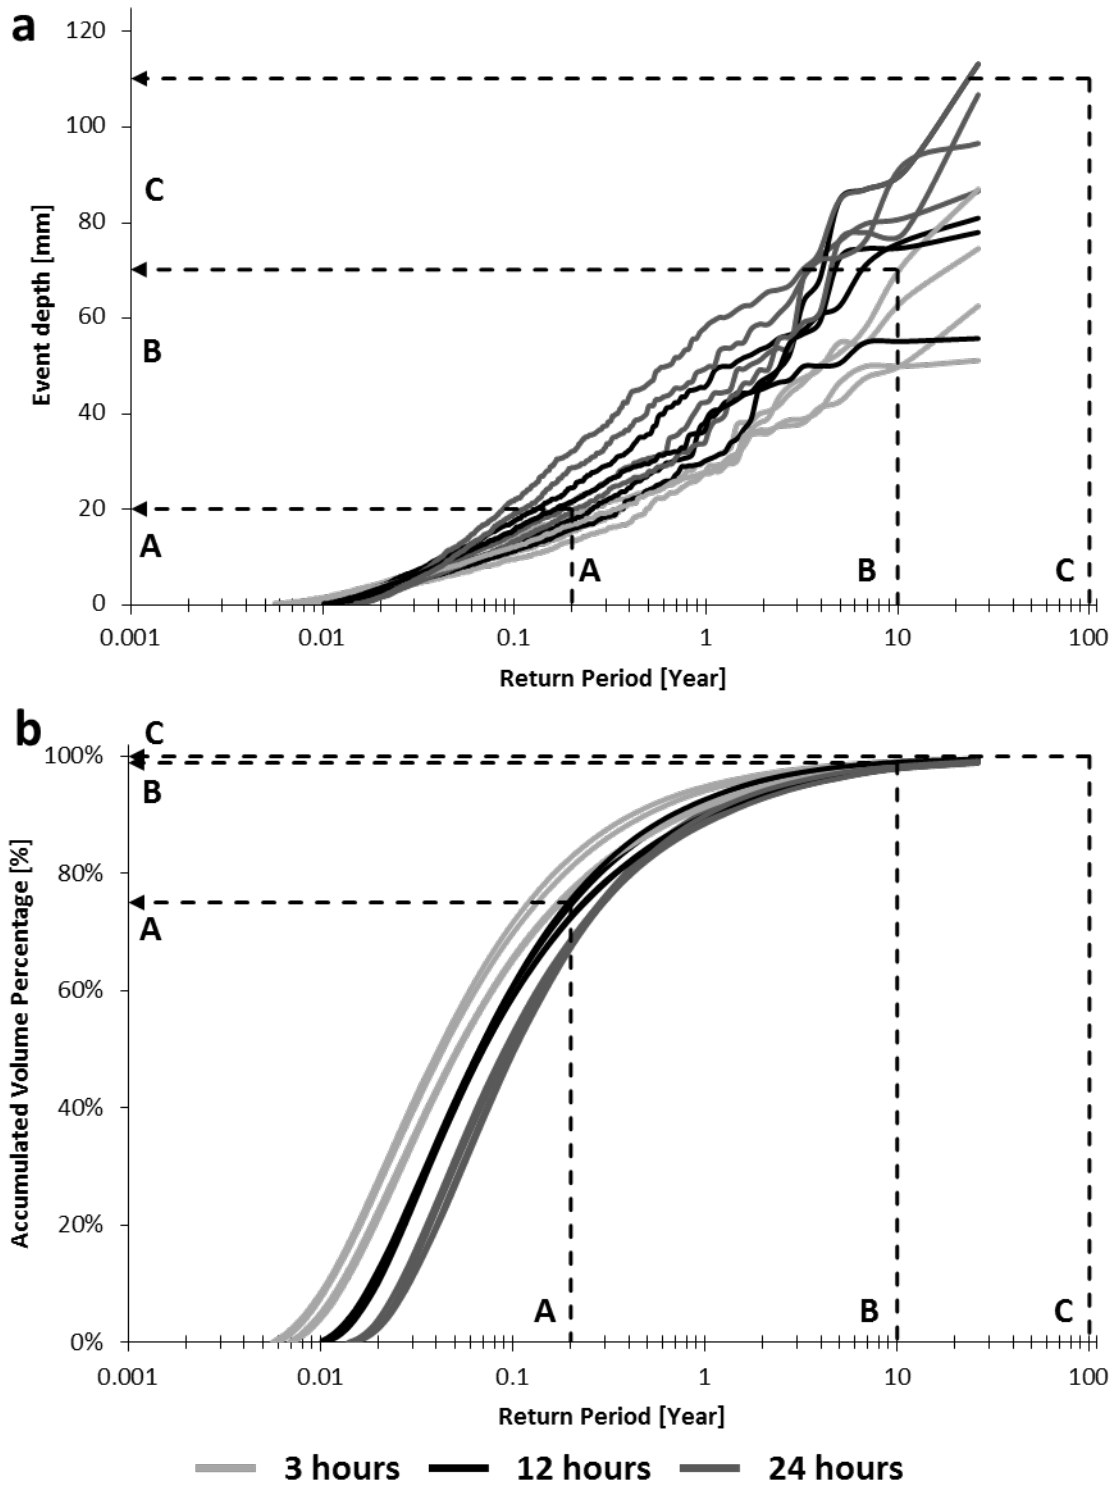 a
120
100
80
60
40
20
0
Event depth [mm]
C
B
A
A
B
C
0.001 0.01 0.1 1 10 100
Return Period [Year]
b
C
100%
B
80%
A
60%
40%
20%
0%
Accumulated Volume Percentage [%]
A
B
C
0.001 0.01 0.1 1 10 100
Return Period [Year]
3 hours 12 hours 24 hours